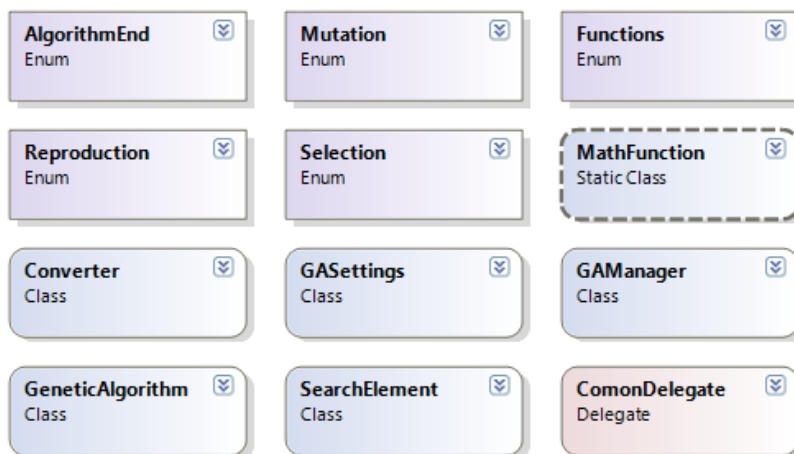 AlgorithmEnd
Enum
Mutation
Enum
Functions
Enum
Reproduction
Enum
Selection
Enum
MathFunction
Static Class
Converter
Class
GASettings
Class
GAManager
Class
GeneticAlgorithm
Class
SearchElement
Class
ComonDelegate
Delegate